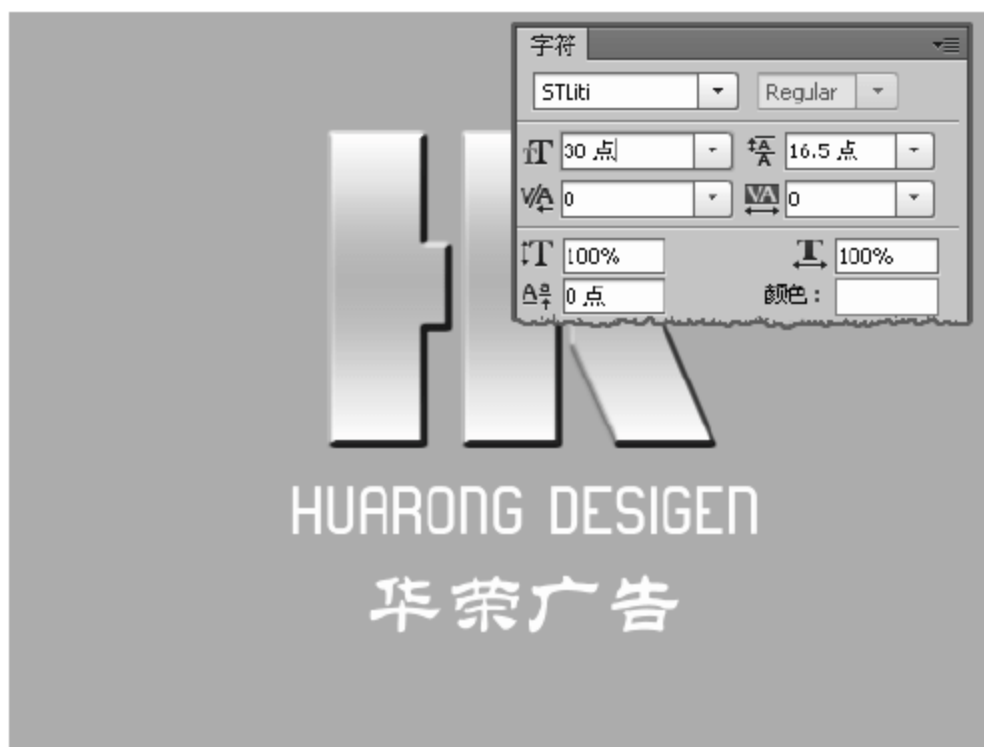 字符
STLiti Regular
30 点 16.5 点
0 0
100% 100%
0 点 颜色：
HR
HUARONG DESIGEN
华荣广告